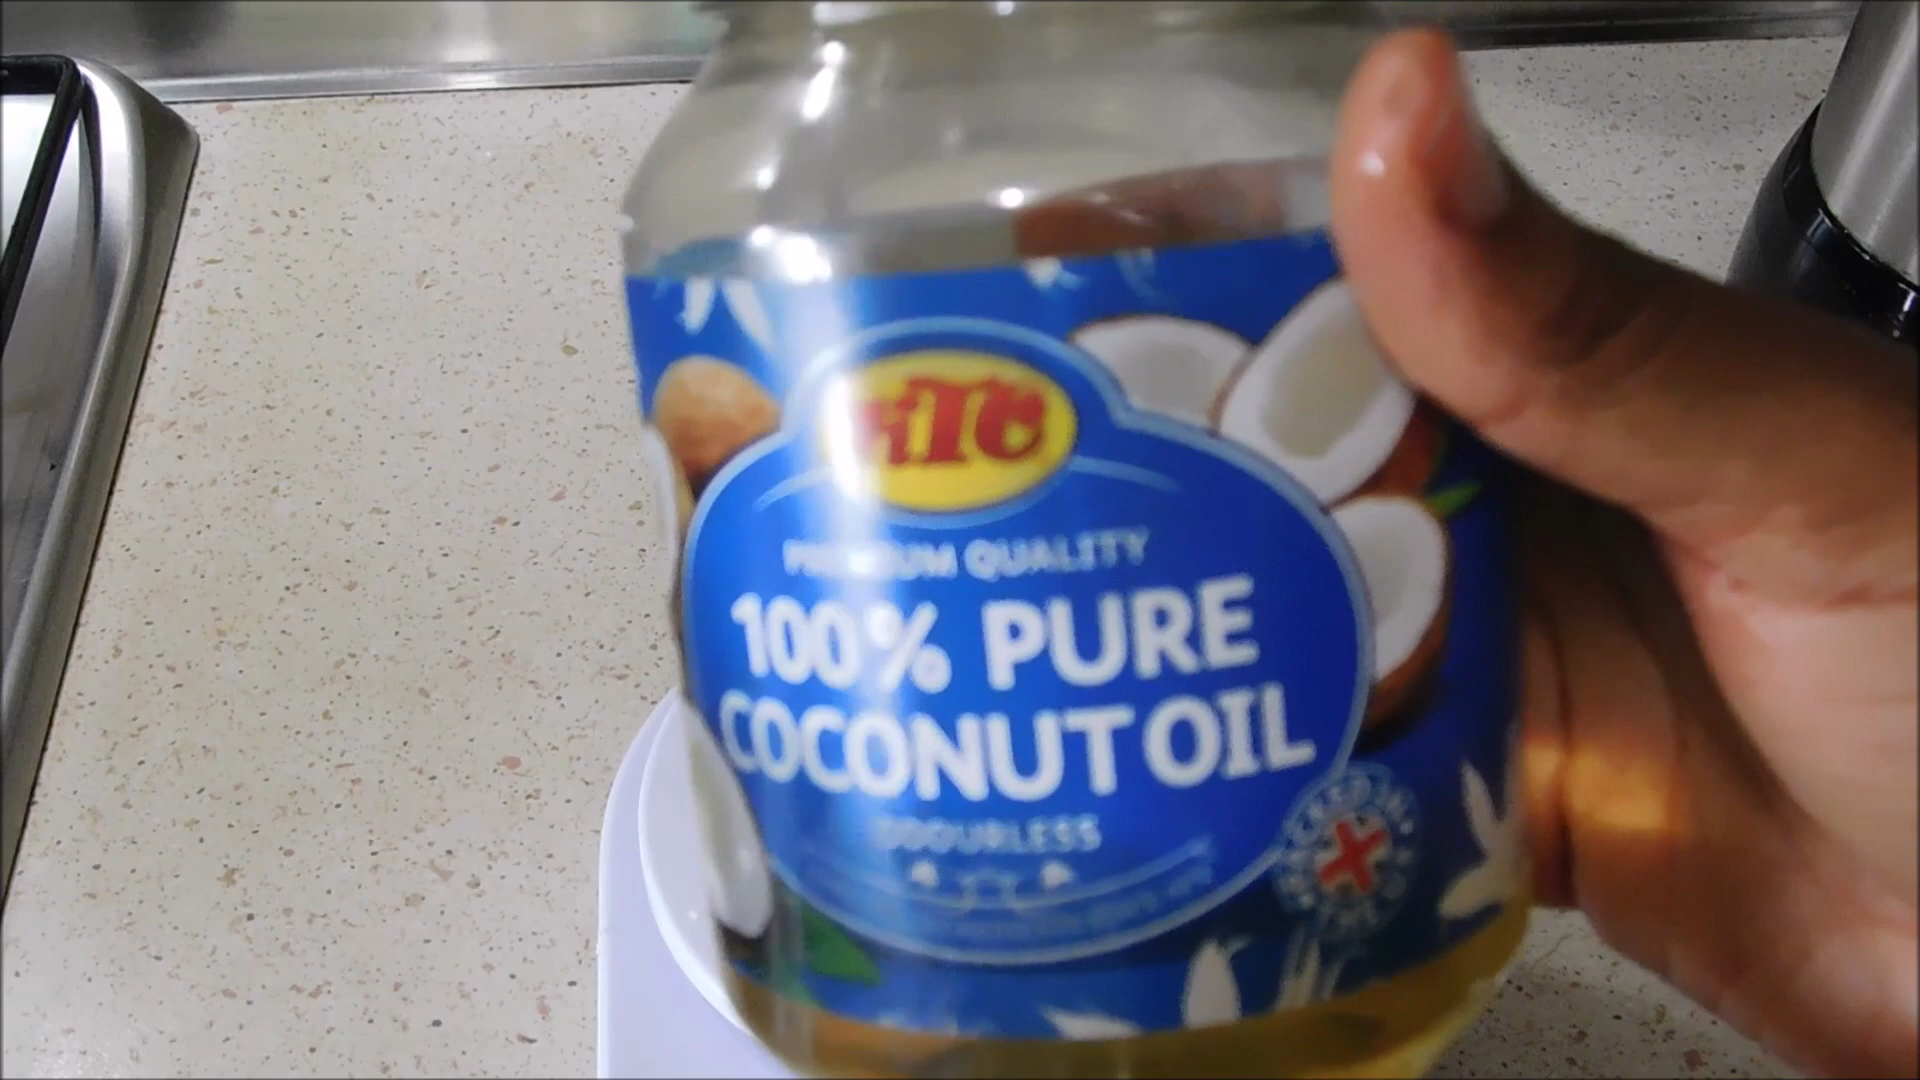 KTC
PREMIUM QUALITY
100% PURE
COCONUT OIL
ODOURLESS